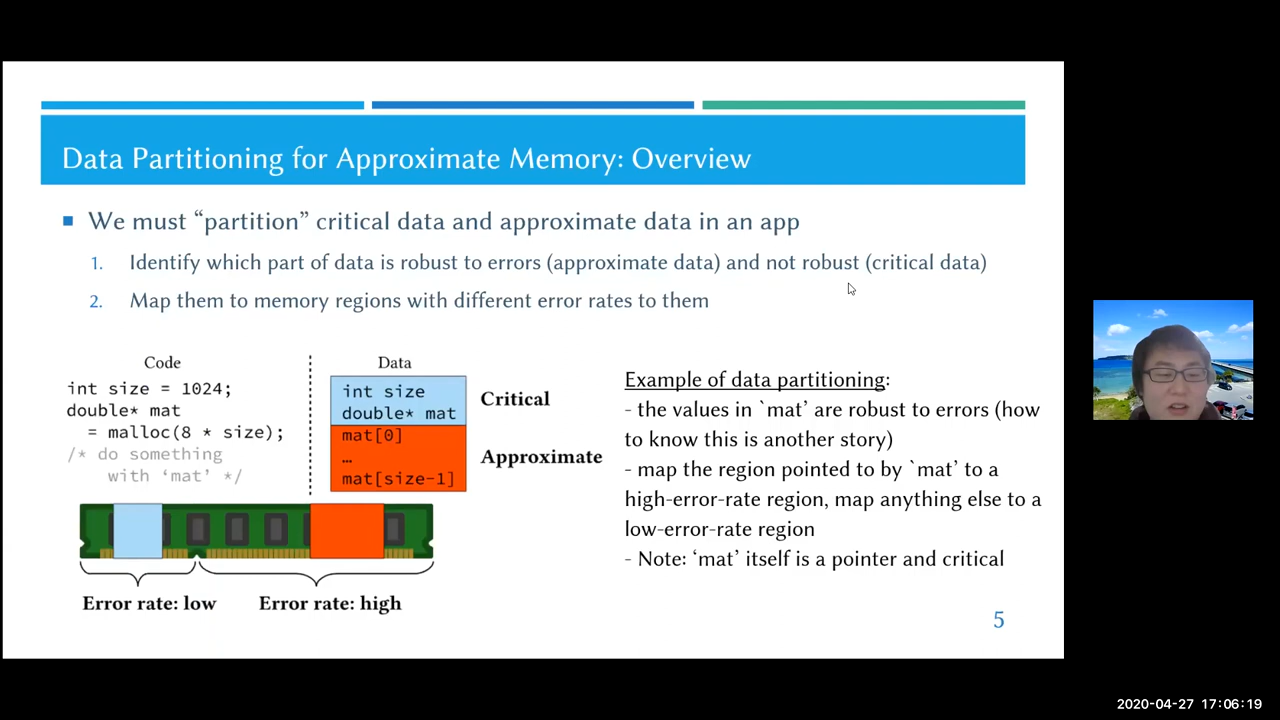 Data Partitioning for Approximate Memory: Overview
We must “partition” critical data and approximate data in an app
1. Identify which part of data is robust to errors (approximate data) and not robust (critical data)
2. Map them to memory regions with different error rates to them
Code
int size = 1024;
double* mat
= malloc(8 * size);
/* do something
with ‘mat’ */
Data
int size
double* mat
mat[0]
…
mat[size-1]
Critical
Approximate
Error rate: low
Error rate: high
Example of data partitioning:
- the values in `mat’ are robust to errors (how
to know this is another story)
- map the region pointed to by `mat’ to a
high-error-rate region, map anything else to a
low-error-rate region
- Note: ‘mat’ itself is a pointer and critical
5
2020-04-27 17:06:19